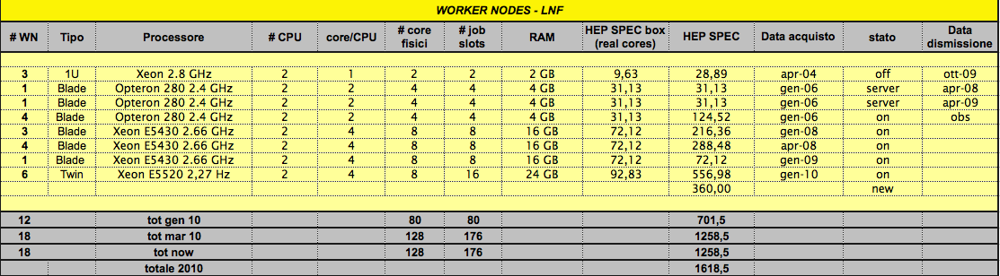 WORKER NODES - LNF
# WN Tipo Processore # CPU core/CPU # core fisici # job slots RAM HEP SPEC box (real cores) HEP SPEC Data acquisto stato Data dismissione
3 1U Xeon 2.8 GHz 2 1 2 2 2 GB 9,63 28,89 apr-04 off ott-09
1 Blade Opteron 280 2.4 GHz 2 2 4 4 4 GB 31,13 31,13 gen-06 server apr-08
1 Blade Opteron 280 2.4 GHz 2 2 4 4 4 GB 31,13 31,13 gen-06 server apr-09
4 Blade Opteron 280 2.4 GHz 2 2 4 4 4 GB 31,13 124,52 gen-06 on obs
3 Blade Xeon E5430 2.66 GHz 2 4 8 8 16 GB 72,12 216,36 gen-08 on
4 Blade Xeon E5430 2.66 GHz 2 4 8 8 16 GB 72,12 288,48 apr-08 on
1 Blade Xeon E5430 2.66 GHz 2 4 8 8 16 GB 72,12 72,12 gen-09 on
6 Twin Xeon E5520 2,27 Hz 2 4 8 16 24 GB 92,83 556,98 gen-10 on
360,00 new
12 tot gen 10 80 80 701,5
18 tot mar 10 128 176 1258,5
18 tot now 128 176 1258,5
totale 2010 1618,5